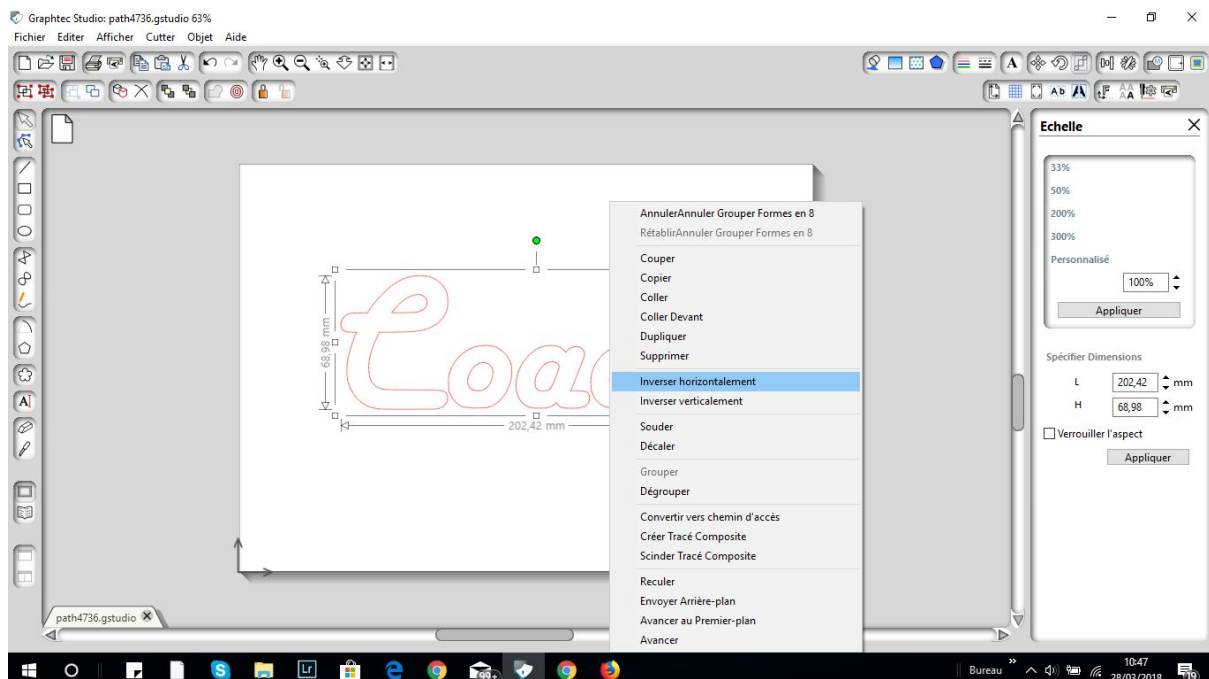 Graphtec Studio: path4736.gstudio 63%
Fichier Editer Afficher Cutter Objet Aide
Echelle
33%
50%
200%
300%
Personnalisé
100%
Appliquer
Spécifier Dimensions
L 202,42 mm
H 68,98 mm
Verrouiller l'aspect
Appliquer
68,98 mm
202,42 mm
Coa
AnnulerAnnuler Grouper Formes en 8
RétablirAnnuler Grouper Formes en 8
Couper
Copier
Coller
Coller Devant
Dupliquer
Supprimer
Inverser horizontalement
Inverser verticalement
Souder
Décaler
Grouper
Dégrouper
Convertir vers chemin d'accès
Créer Tracé Composite
Scinder Tracé Composite
Reculer
Envoyer Arrière-plan
Avancer au Premier-plan
Avancer
path4736.gstudio
Lr
99+
Bureau
10:47
28/03/2018
19